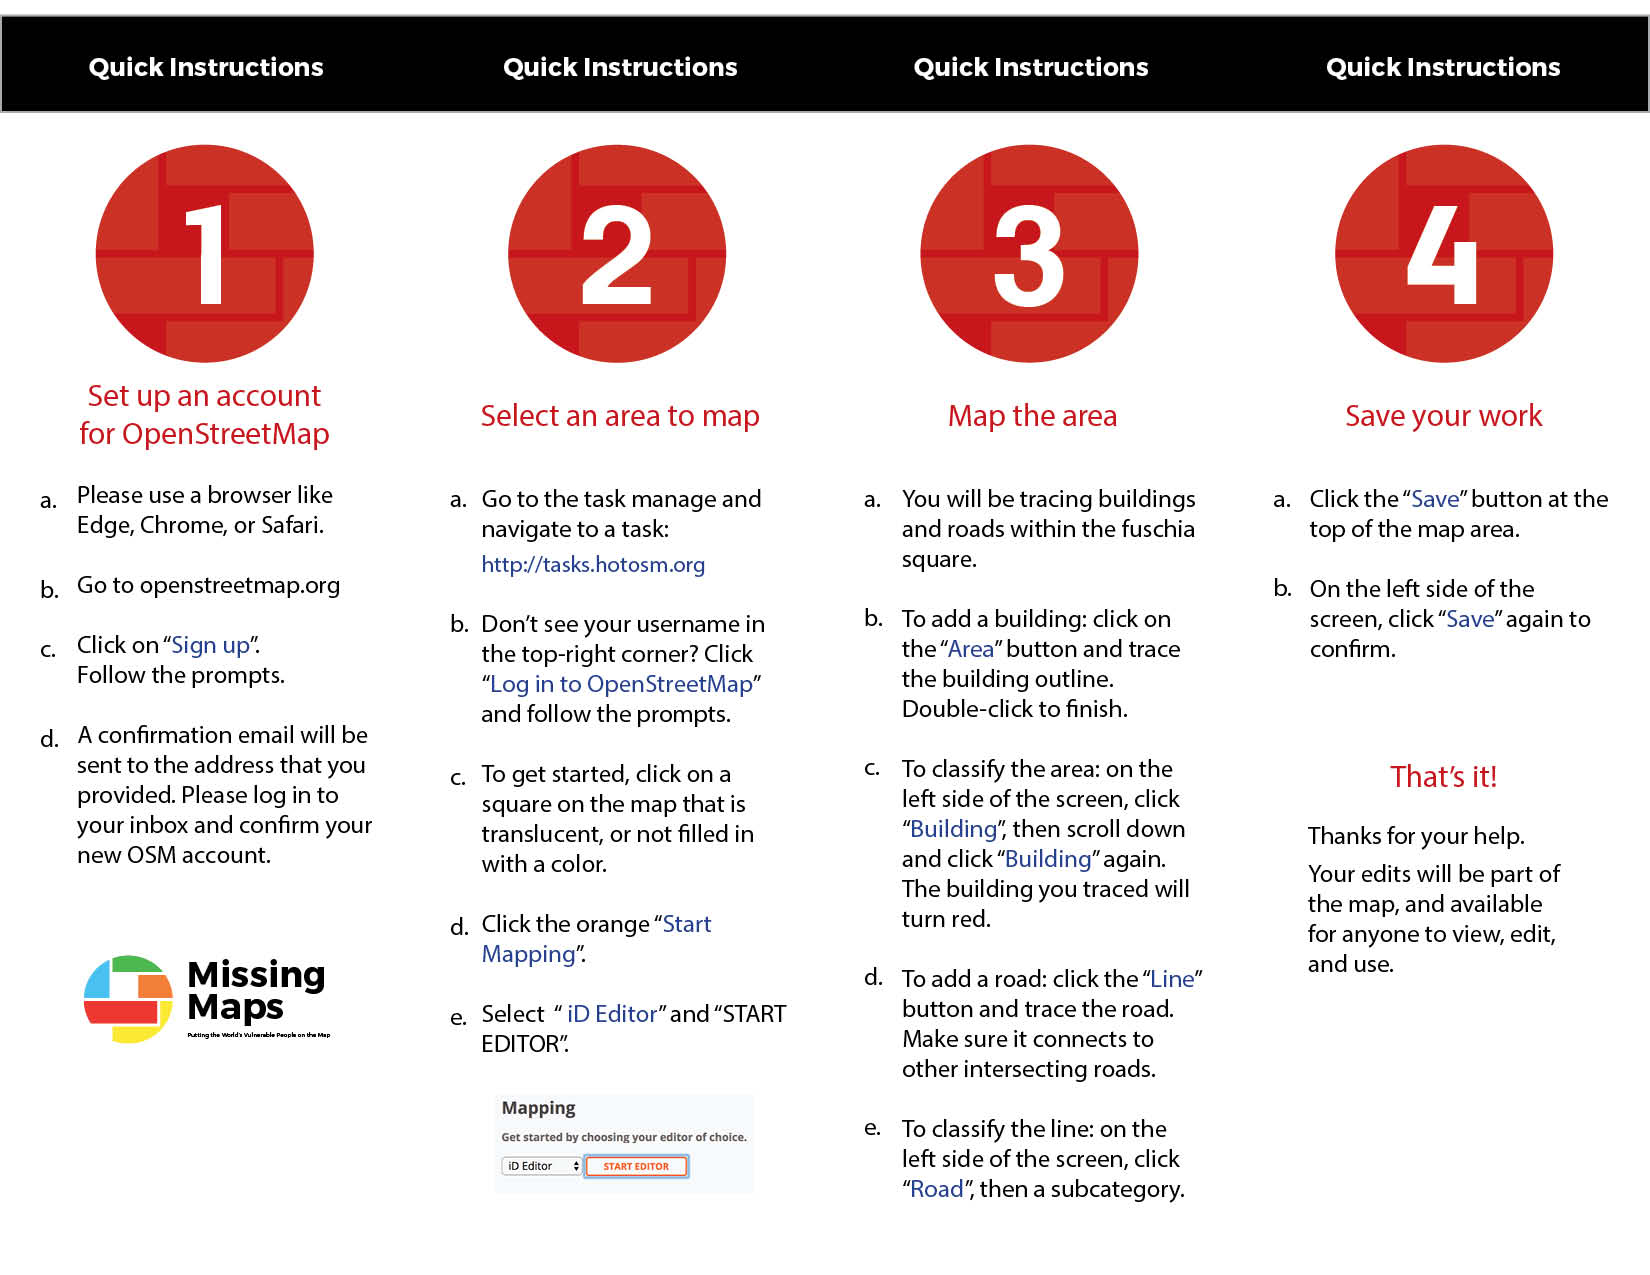 Quick Instructions
1
Set up an account
for OpenStreetMap
a. Please use a browser like
Edge, Chrome, or Safari.
b. Go to openstreetmap.org
c. Click on “Sign up”.
Follow the prompts.
d. A confirmation email will be
sent to the address that you
provided. Please log in to
your inbox and confirm your
new OSM account.
Missing
Maps
Putting the World's Vulnerable People on the Map
Quick Instructions
2
Select an area to map
a. Go to the task manage and
navigate to a task:
http://tasks.hotosm.org
b. Don’t see your username in
the top-right corner? Click
“Log in to OpenStreetMap”
and follow the prompts.
c. To get started, click on a
square on the map that is
translucent, or not filled in
with a color.
d. Click the orange “Start
Mapping”.
e. Select “ iD Editor” and “START
EDITOR”.
Mapping
Get started by choosing your editor of choice.
iD Editor START EDITOR
Quick Instructions
3
Map the area
a. You will be tracing buildings
and roads within the fuschia
square.
b. To add a building: click on
the “Area” button and trace
the building outline.
Double-click to finish.
c. To classify the area: on the
left side of the screen, click
“Building”, then scroll down
and click “Building” again.
The building you traced will
turn red.
d. To add a road: click the “Line”
button and trace the road.
Make sure it connects to
other intersecting roads.
e. To classify the line: on the
left side of the screen, click
“Road”, then a subcategory.
Quick Instructions
4
Save your work
a. Click the “Save” button at the
top of the map area.
b. On the left side of the
screen, click “Save” again to
confirm.
That’s it!
Thanks for your help.
Your edits will be part of
the map, and available
for anyone to view, edit,
and use.